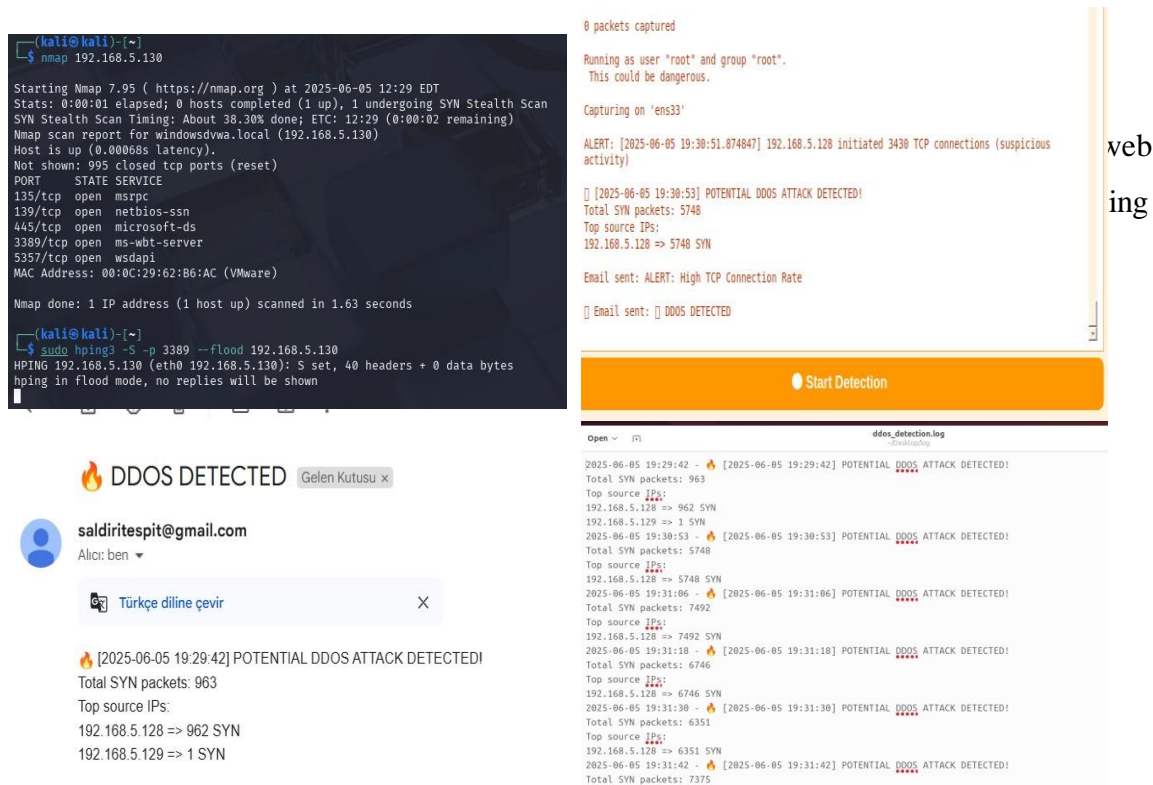 ┌──(kali㉿kali)-[~]
└─$ nmap 192.168.5.130
Starting Nmap 7.95 ( https://nmap.org ) at 2025-06-05 12:29 EDT
Stats: 0:00:01 elapsed; 0 hosts completed (1 up), 1 undergoing SYN Stealth Scan
SYN Stealth Scan Timing: About 38.30% done; ETC: 12:29 (0:00:02 remaining)
Nmap scan report for windowsdvwa.local (192.168.5.130)
Host is up (0.00068s latency).
Not shown: 995 closed tcp ports (reset)
PORT     STATE SERVICE
135/tcp  open  msrpc
139/tcp  open  netbios-ssn
445/tcp  open  microsoft-ds
3389/tcp open  ms-wbt-server
5357/tcp open  wsdapi
MAC Address: 00:0C:29:62:B6:AC (VMware)
Nmap done: 1 IP address (1 host up) scanned in 1.63 seconds
┌──(kali㉿kali)-[~]
└─$ sudo hping3 -S -p 3389 --flood 192.168.5.130
HPING 192.168.5.130 (eth0 192.168.5.130): S set, 40 headers + 0 data bytes
hping in flood mode, no replies will be shown
0 packets captured
Running as user "root" and group "root".
This could be dangerous.
Capturing on 'ens33'
ALERT: [2025-06-05 19:30:51.874847] 192.168.5.128 initiated 3430 TCP connections (suspicious
activity)
[2025-06-05 19:30:53] POTENTIAL DDOS ATTACK DETECTED!
Total SYN packets: 5748
Top source IPs:
192.168.5.128 => 5748 SYN
Email sent: ALERT: High TCP Connection Rate
Email sent: DDOS DETECTED
Start Detection
web
ing
🔥 DDOS DETECTED Gelen Kutusu ×
saldiritespit@gmail.com
Alıcı: ben
Türkçe diline çevir
🔥 [2025-06-05 19:29:42] POTENTIAL DDOS ATTACK DETECTED!
Total SYN packets: 963
Top source IPs:
192.168.5.128 => 962 SYN
192.168.5.129 => 1 SYN
Open
ddos_detection.log
~/Desktop/log
2025-06-05 19:29:42 - 🔥 [2025-06-05 19:29:42] POTENTIAL DDOS ATTACK DETECTED!
Total SYN packets: 963
Top source IPs:
192.168.5.128 => 962 SYN
192.168.5.129 => 1 SYN
2025-06-05 19:30:53 - 🔥 [2025-06-05 19:30:53] POTENTIAL DDOS ATTACK DETECTED!
Total SYN packets: 5748
Top source IPs:
192.168.5.128 => 5748 SYN
2025-06-05 19:31:06 - 🔥 [2025-06-05 19:31:06] POTENTIAL DDOS ATTACK DETECTED!
Total SYN packets: 7492
Top source IPs:
192.168.5.128 => 7492 SYN
2025-06-05 19:31:18 - 🔥 [2025-06-05 19:31:18] POTENTIAL DDOS ATTACK DETECTED!
Total SYN packets: 6746
Top source IPs:
192.168.5.128 => 6746 SYN
2025-06-05 19:31:30 - 🔥 [2025-06-05 19:31:30] POTENTIAL DDOS ATTACK DETECTED!
Total SYN packets: 6351
Top source IPs:
192.168.5.128 => 6351 SYN
2025-06-05 19:31:42 - 🔥 [2025-06-05 19:31:42] POTENTIAL DDOS ATTACK DETECTED!
Total SYN packets: 7375